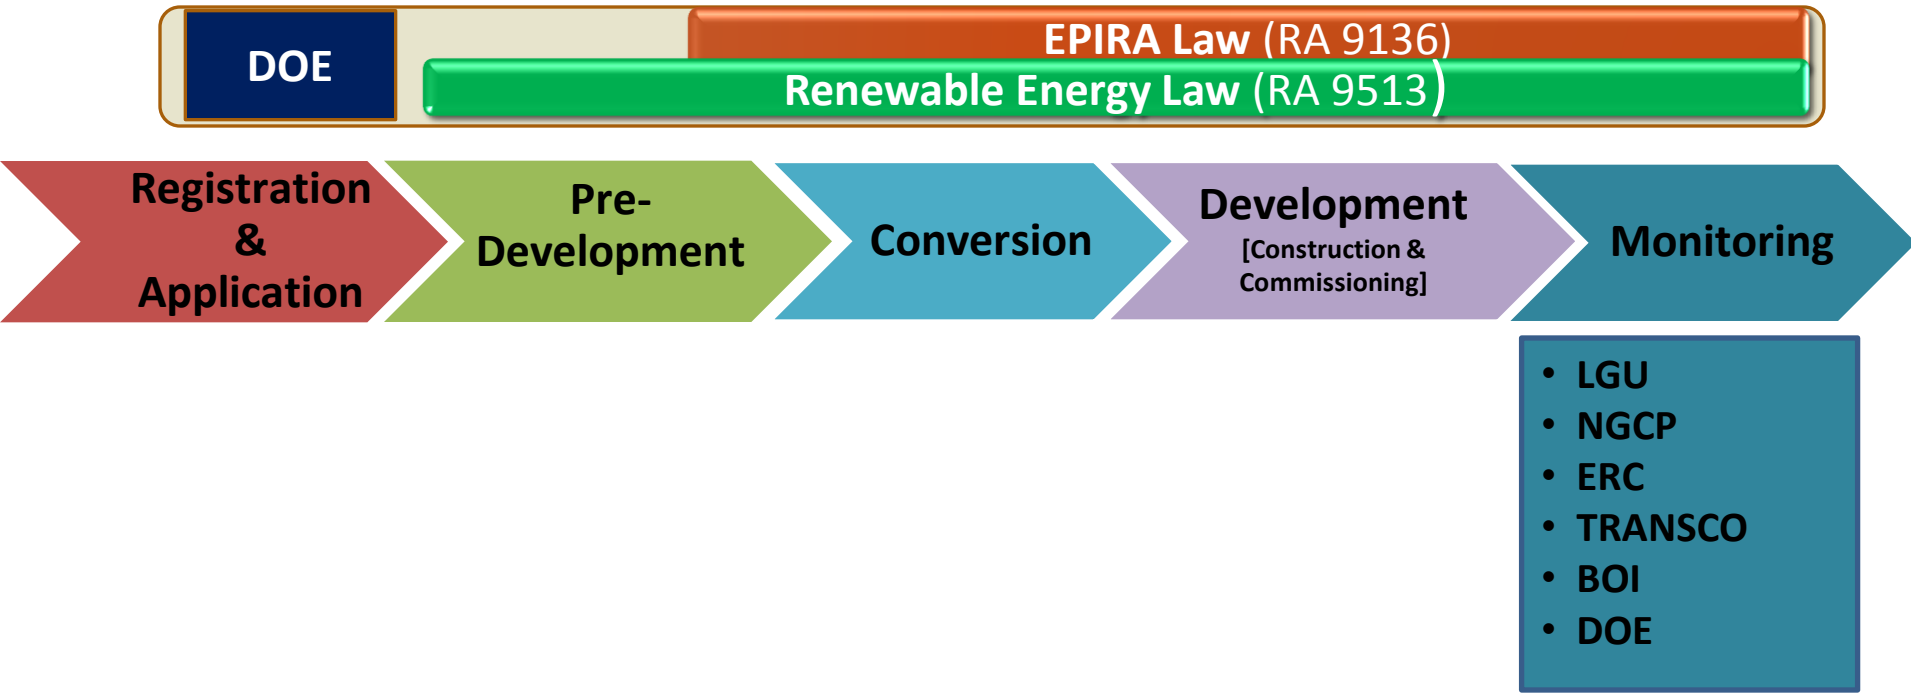 DOE
EPIRA Law (RA 9136)
Renewable Energy Law (RA 9513)
Registration
&
Application
Pre-
Development
Conversion
Development
[Construction &
Commissioning]
Monitoring
• LGU
• NGCP
• ERC
• TRANSCO
• BOI
• DOE